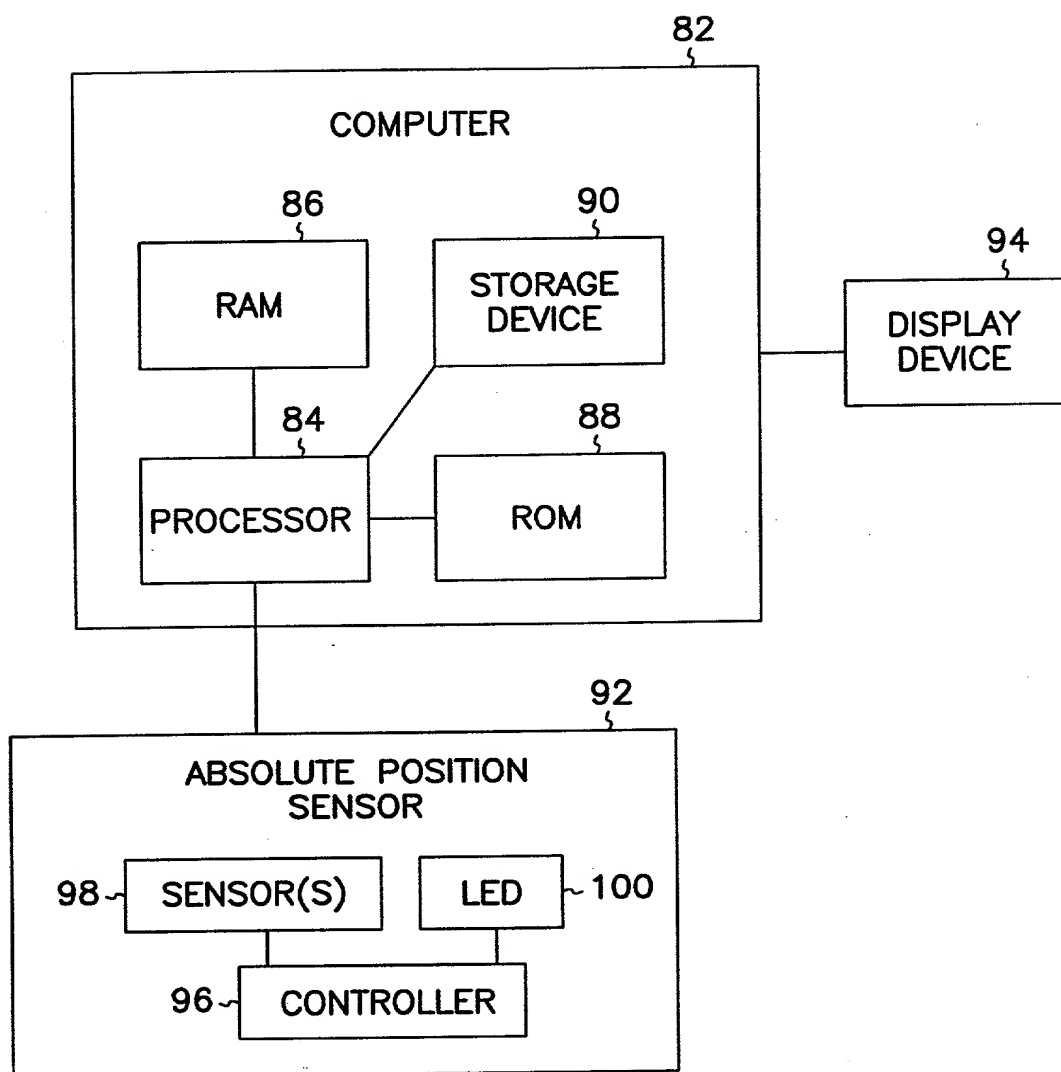 82
COMPUTER
86
90
RAM
STORAGE
DEVICE
94
DISPLAY
DEVICE
84
88
PROCESSOR
ROM
92
ABSOLUTE POSITION
SENSOR
98
SENSOR(S)
LED
100
96
CONTROLLER